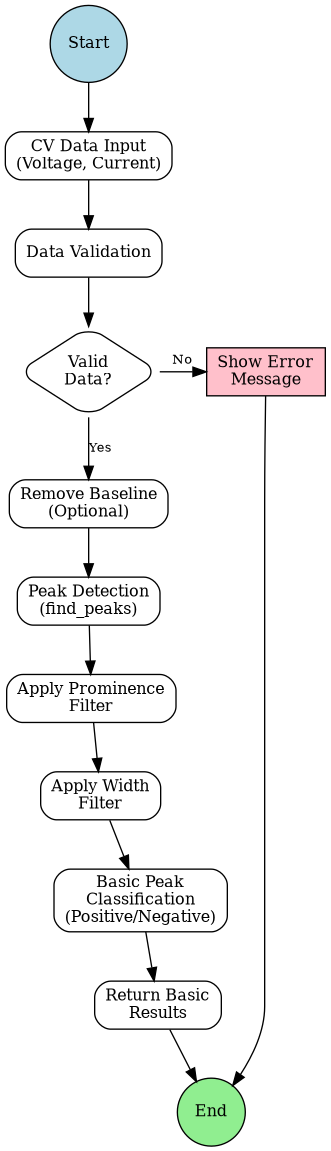 Start
CV Data Input
(Voltage, Current)
Data Validation
Valid
Data?
No
Show Error
Message
Yes
Remove Baseline
(Optional)
Peak Detection
(find_peaks)
Apply Prominence
Filter
Apply Width
Filter
Basic Peak
Classification
(Positive/Negative)
Return Basic
Results
End